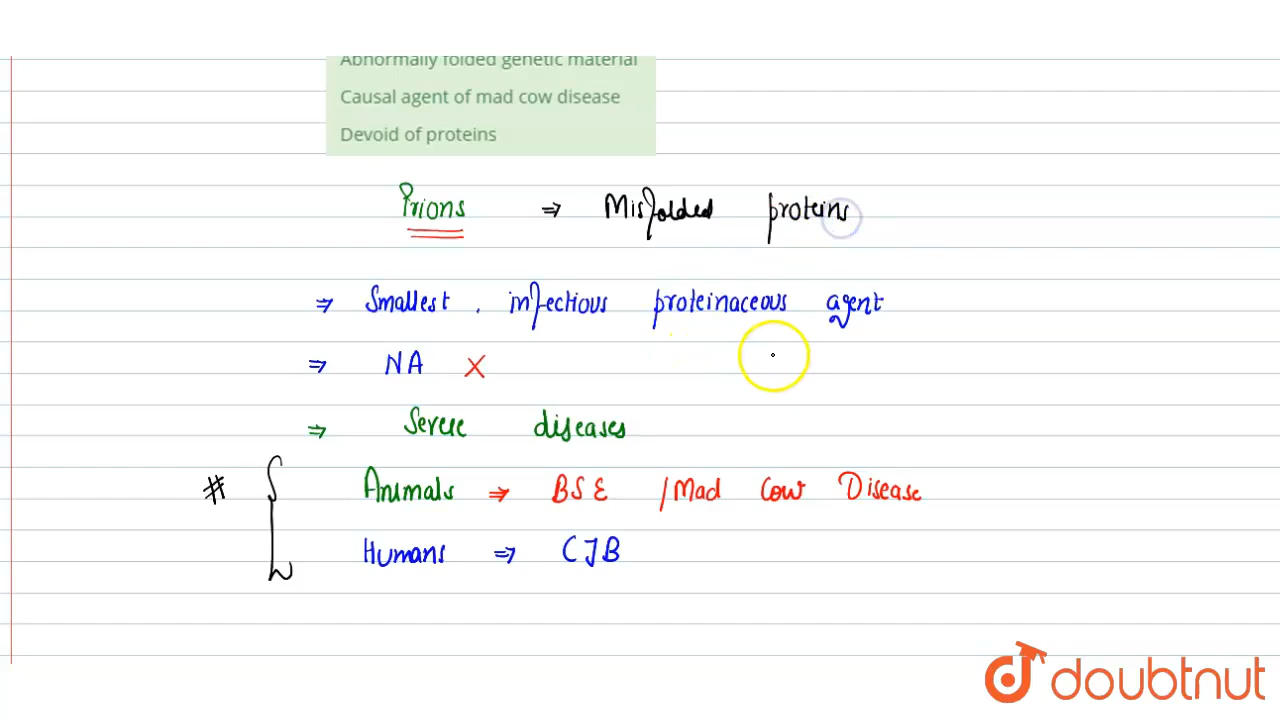 Abnormally folded genetic material
Causal agent of mad cow disease
Devoid of proteins
Prions ⇒ Misfolded proteins
⇒ Smallest . infectious proteinaceous agent
⇒ NA X
⇒ Severe diseases
# Animals ⇒ BSE /Mad Cow Disease
Humans ⇒ CJB
doubtnut